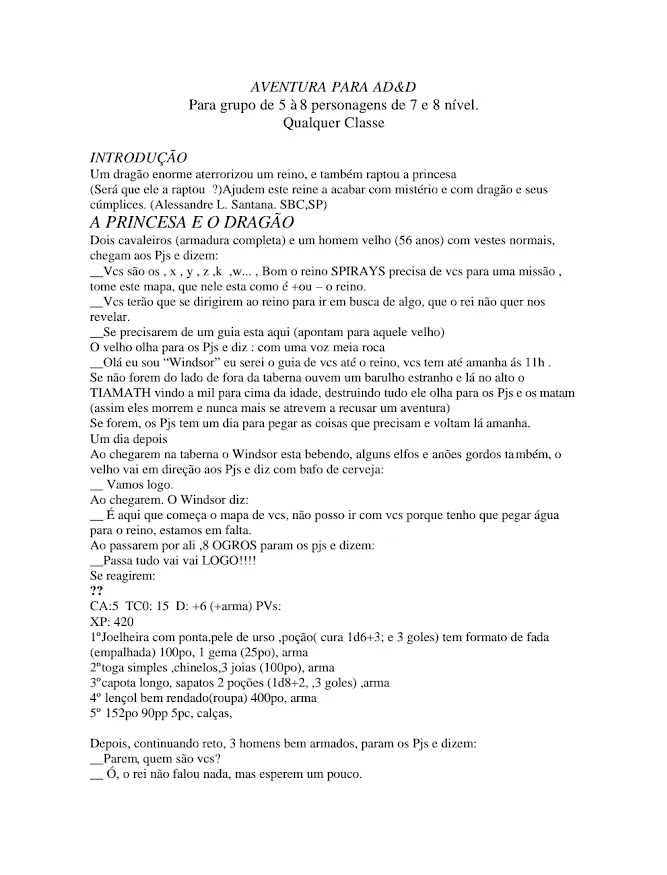 AVENTURA PARA AD&D
Para grupo de 5 à 8 personagens de 7 e 8 nível.
Qualquer Classe
INTRODUÇÃO
Um dragão enorme aterrorizou um reino, e também raptou a princesa
(Será que ele a raptou ?)Ajudem este reine a acabar com mistério e com dragão e seus
cúmplices. (Alessandre L. Santana. SBC,SP)
A PRINCESA E O DRAGÃO
Dois cavaleiros (armadura completa) e um homem velho (56 anos) com vestes normais,
chegam aos Pjs e dizem:
__Vcs são os , x , y , z ,k ,w... , Bom o reino SPIRAYS precisa de vcs para uma missão ,
tome este mapa, que nele esta como é +ou – o reino.
__Vcs terão que se dirigirem ao reino para ir em busca de algo, que o rei não quer nos
revelar.
__Se precisarem de um guia esta aqui (apontam para aquele velho)
O velho olha para os Pjs e diz : com uma voz meia roca
__Olá eu sou “Windsor” eu serei o guia de vcs até o reino, vcs tem até amanha ás 11h .
Se não forem do lado de fora da taberna ouvem um barulho estranho e lá no alto o
TIAMATH vindo a mil para cima da idade, destruindo tudo ele olha para os Pjs e os matam
(assim eles morrem e nunca mais se atrevem a recusar um aventura)
Se forem, os Pjs tem um dia para pegar as coisas que precisam e voltam lá amanha.
Um dia depois
Ao chegarem na taberna o Windsor esta bebendo, alguns elfos e anões gordos também, o
velho vai em direção aos Pjs e diz com bafo de cerveja:
__ Vamos logo.
Ao chegarem. O Windsor diz:
__ É aqui que começa o mapa de vcs, não posso ir com vcs porque tenho que pegar água
para o reino, estamos em falta.
Ao passarem por ali ,8 OGROS param os pjs e dizem:
__Passa tudo vai vai LOGO!!!!
Se reagirem:
??
CA:5 TC0: 15 D: +6 (+arma) PVs:
XP: 420
1ºJoelheira com ponta,pele de urso ,poção( cura 1d6+3; e 3 goles) tem formato de fada
(empalhada) 100po, 1 gema (25po), arma
2ºtoga simples ,chinelos,3 joias (100po), arma
3ºcapota longo, sapatos 2 poções (1d8+2, ,3 goles) ,arma
4º lençol bem rendado(roupa) 400po, arma
5º 152po 90pp 5pc, calças,
Depois, continuando reto, 3 homens bem armados, param os Pjs e dizem:
__Parem, quem são vcs?
__ Ó, o rei não falou nada, mas esperem um pouco.